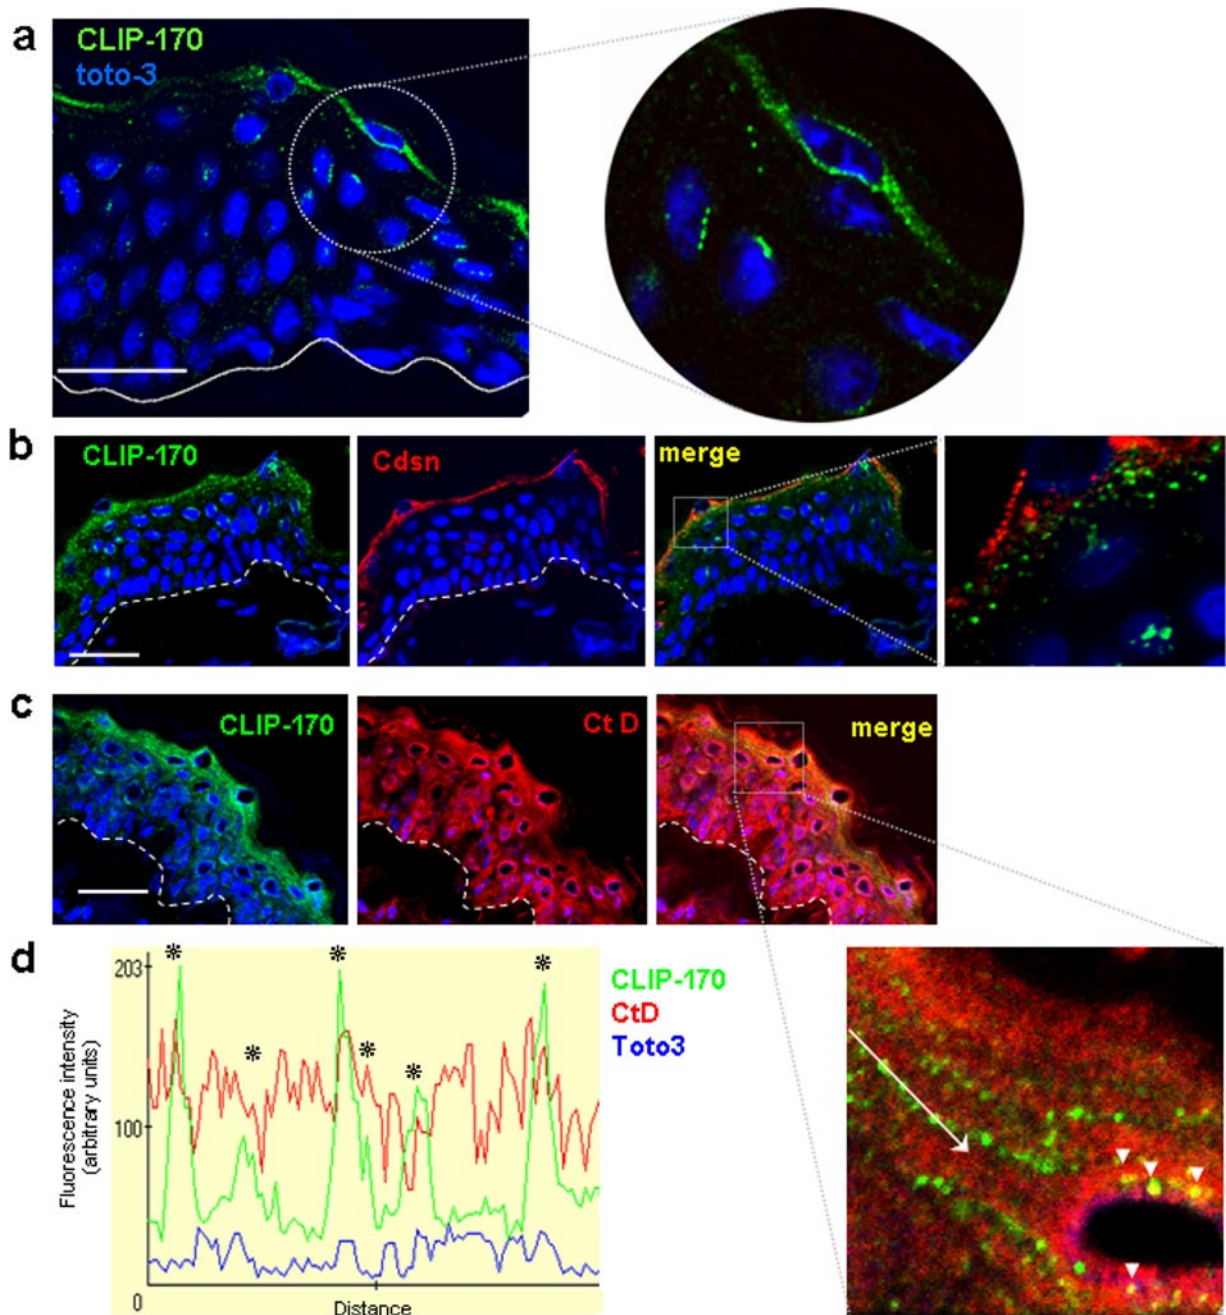 a
CLIP-170
toto-3
b
CLIP-170
Cdsn
merge
c
CLIP-170
Ct D
merge
d
203
100
0
Fluorescence intensity
(arbitrary units)
Distance
* * * * * *
CLIP-170
CtD
Toto3